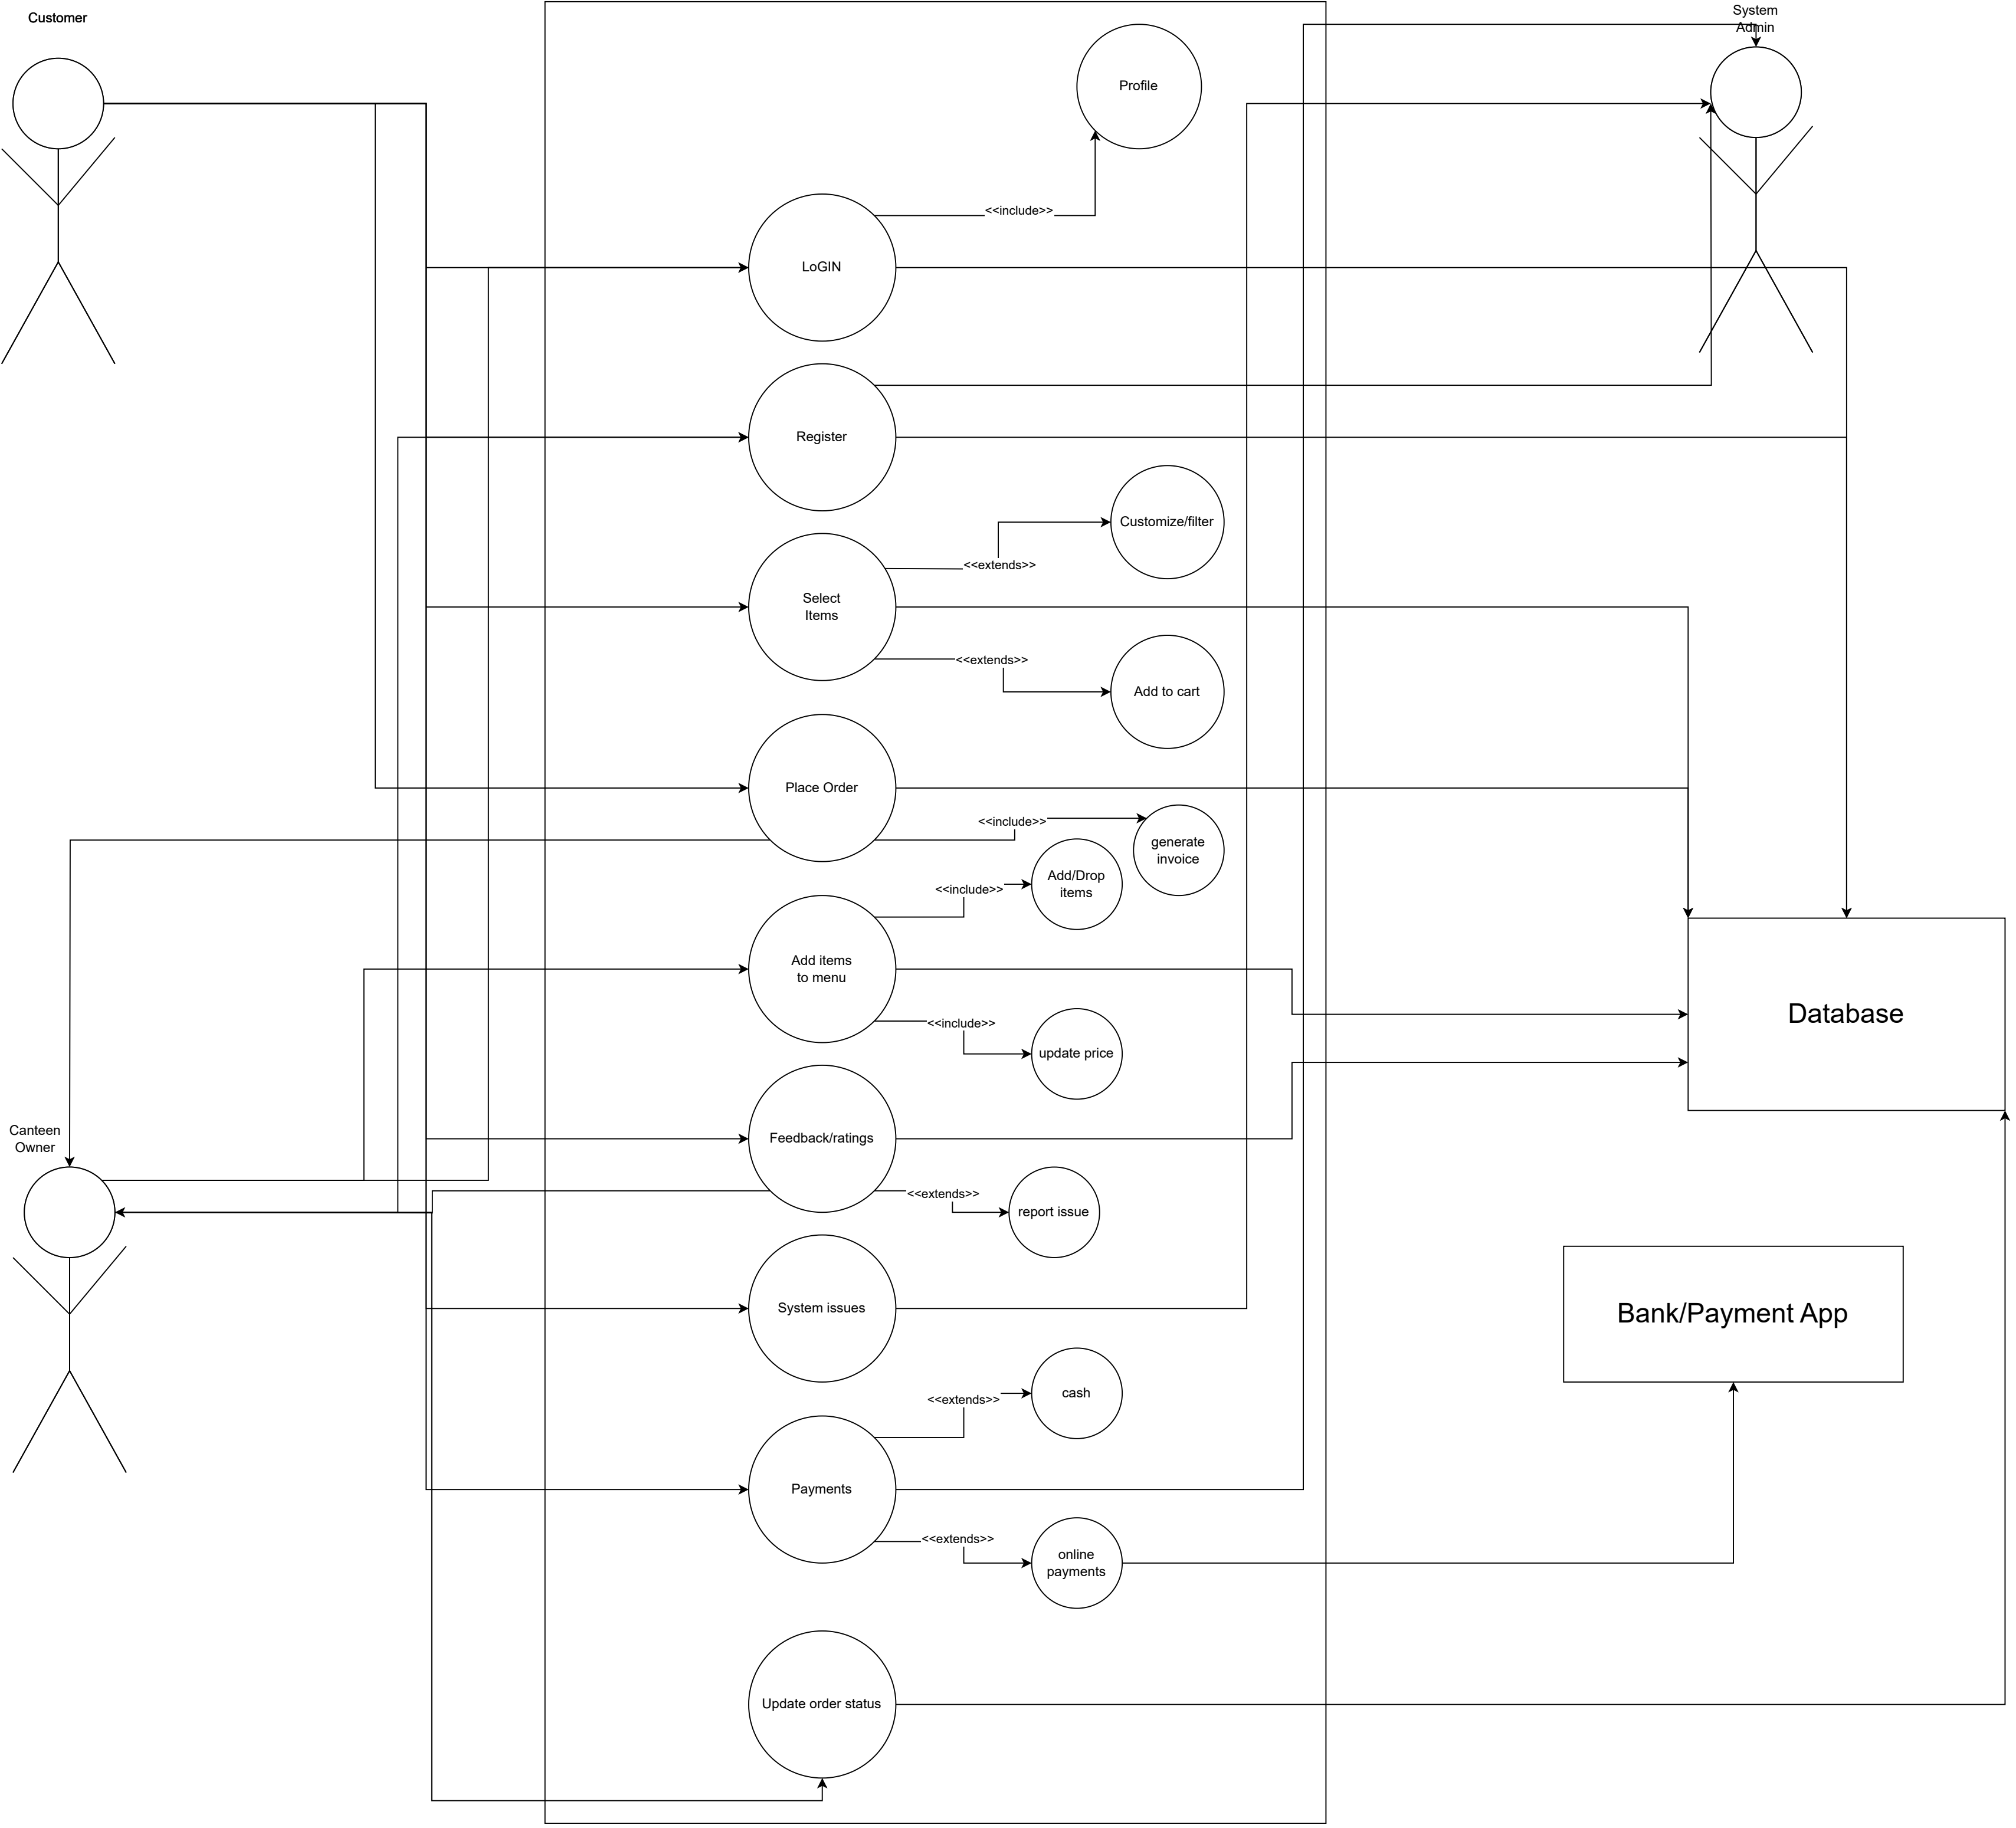 Customer
System
Admin
Profile
<<include>>
LoGIN
Register
Customize/filter
<<extends>>
Select
Items
<<extends>>
Add to cart
Place Order
<<include>>
generate
invoice
Add/Drop
items
<<include>>
Add items
to menu
Database
<<include>>
update price
Canteen
Owner
Feedback/ratings
<<extends>>
report issue
System issues
Bank/Payment App
cash
<<extends>>
Payments
<<extends>>
online
payments
Update order status